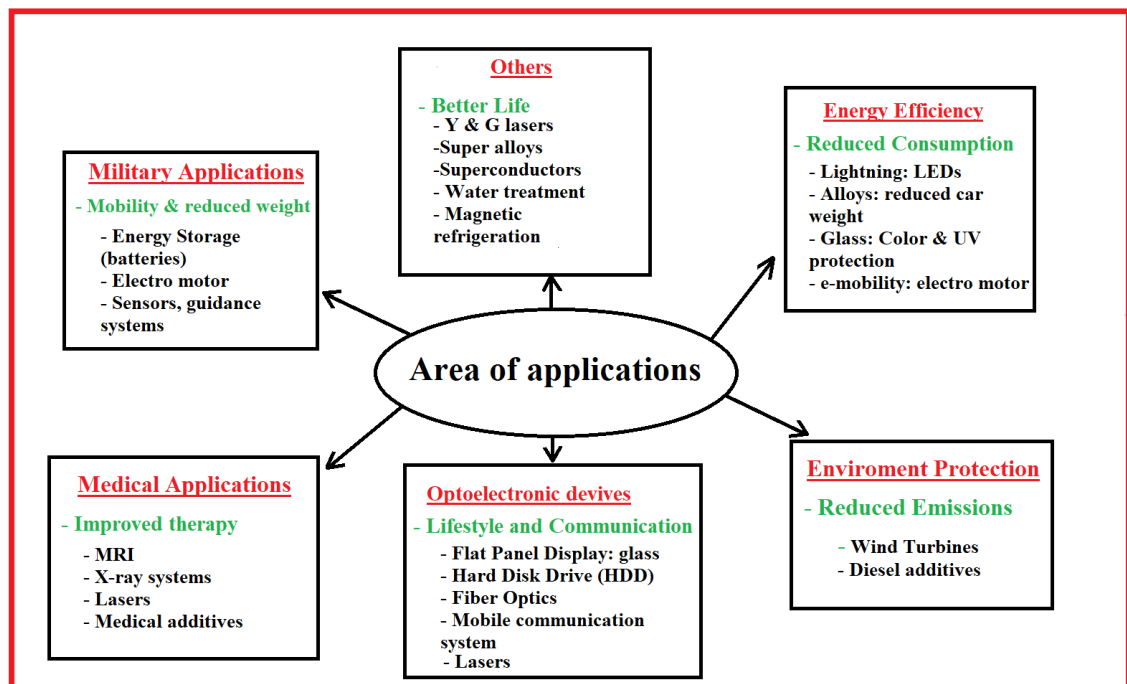 Others
- Better Life
- Y & G lasers
-Super alloys
-Superconductors
- Water treatment
- Magnetic
refrigeration
Energy Efficiency
- Reduced Consumption
- Lightning: LEDs
- Alloys: reduced car
weight
- Glass: Color & UV
protection
- e-mobility: electro motor
Military Applications
- Mobility & reduced weight
- Energy Storage
(batteries)
- Electro motor
- Sensors, guidance
systems
Area of applications
Medical Applications
- Improved therapy
- MRI
- X-ray systems
- Lasers
- Medical additives
Optoelectronic devives
- Lifestyle and Communication
- Flat Panel Display: glass
- Hard Disk Drive (HDD)
- Fiber Optics
- Mobile communication
system
- Lasers
Enviroment Protection
- Reduced Emissions
- Wind Turbines
- Diesel additives